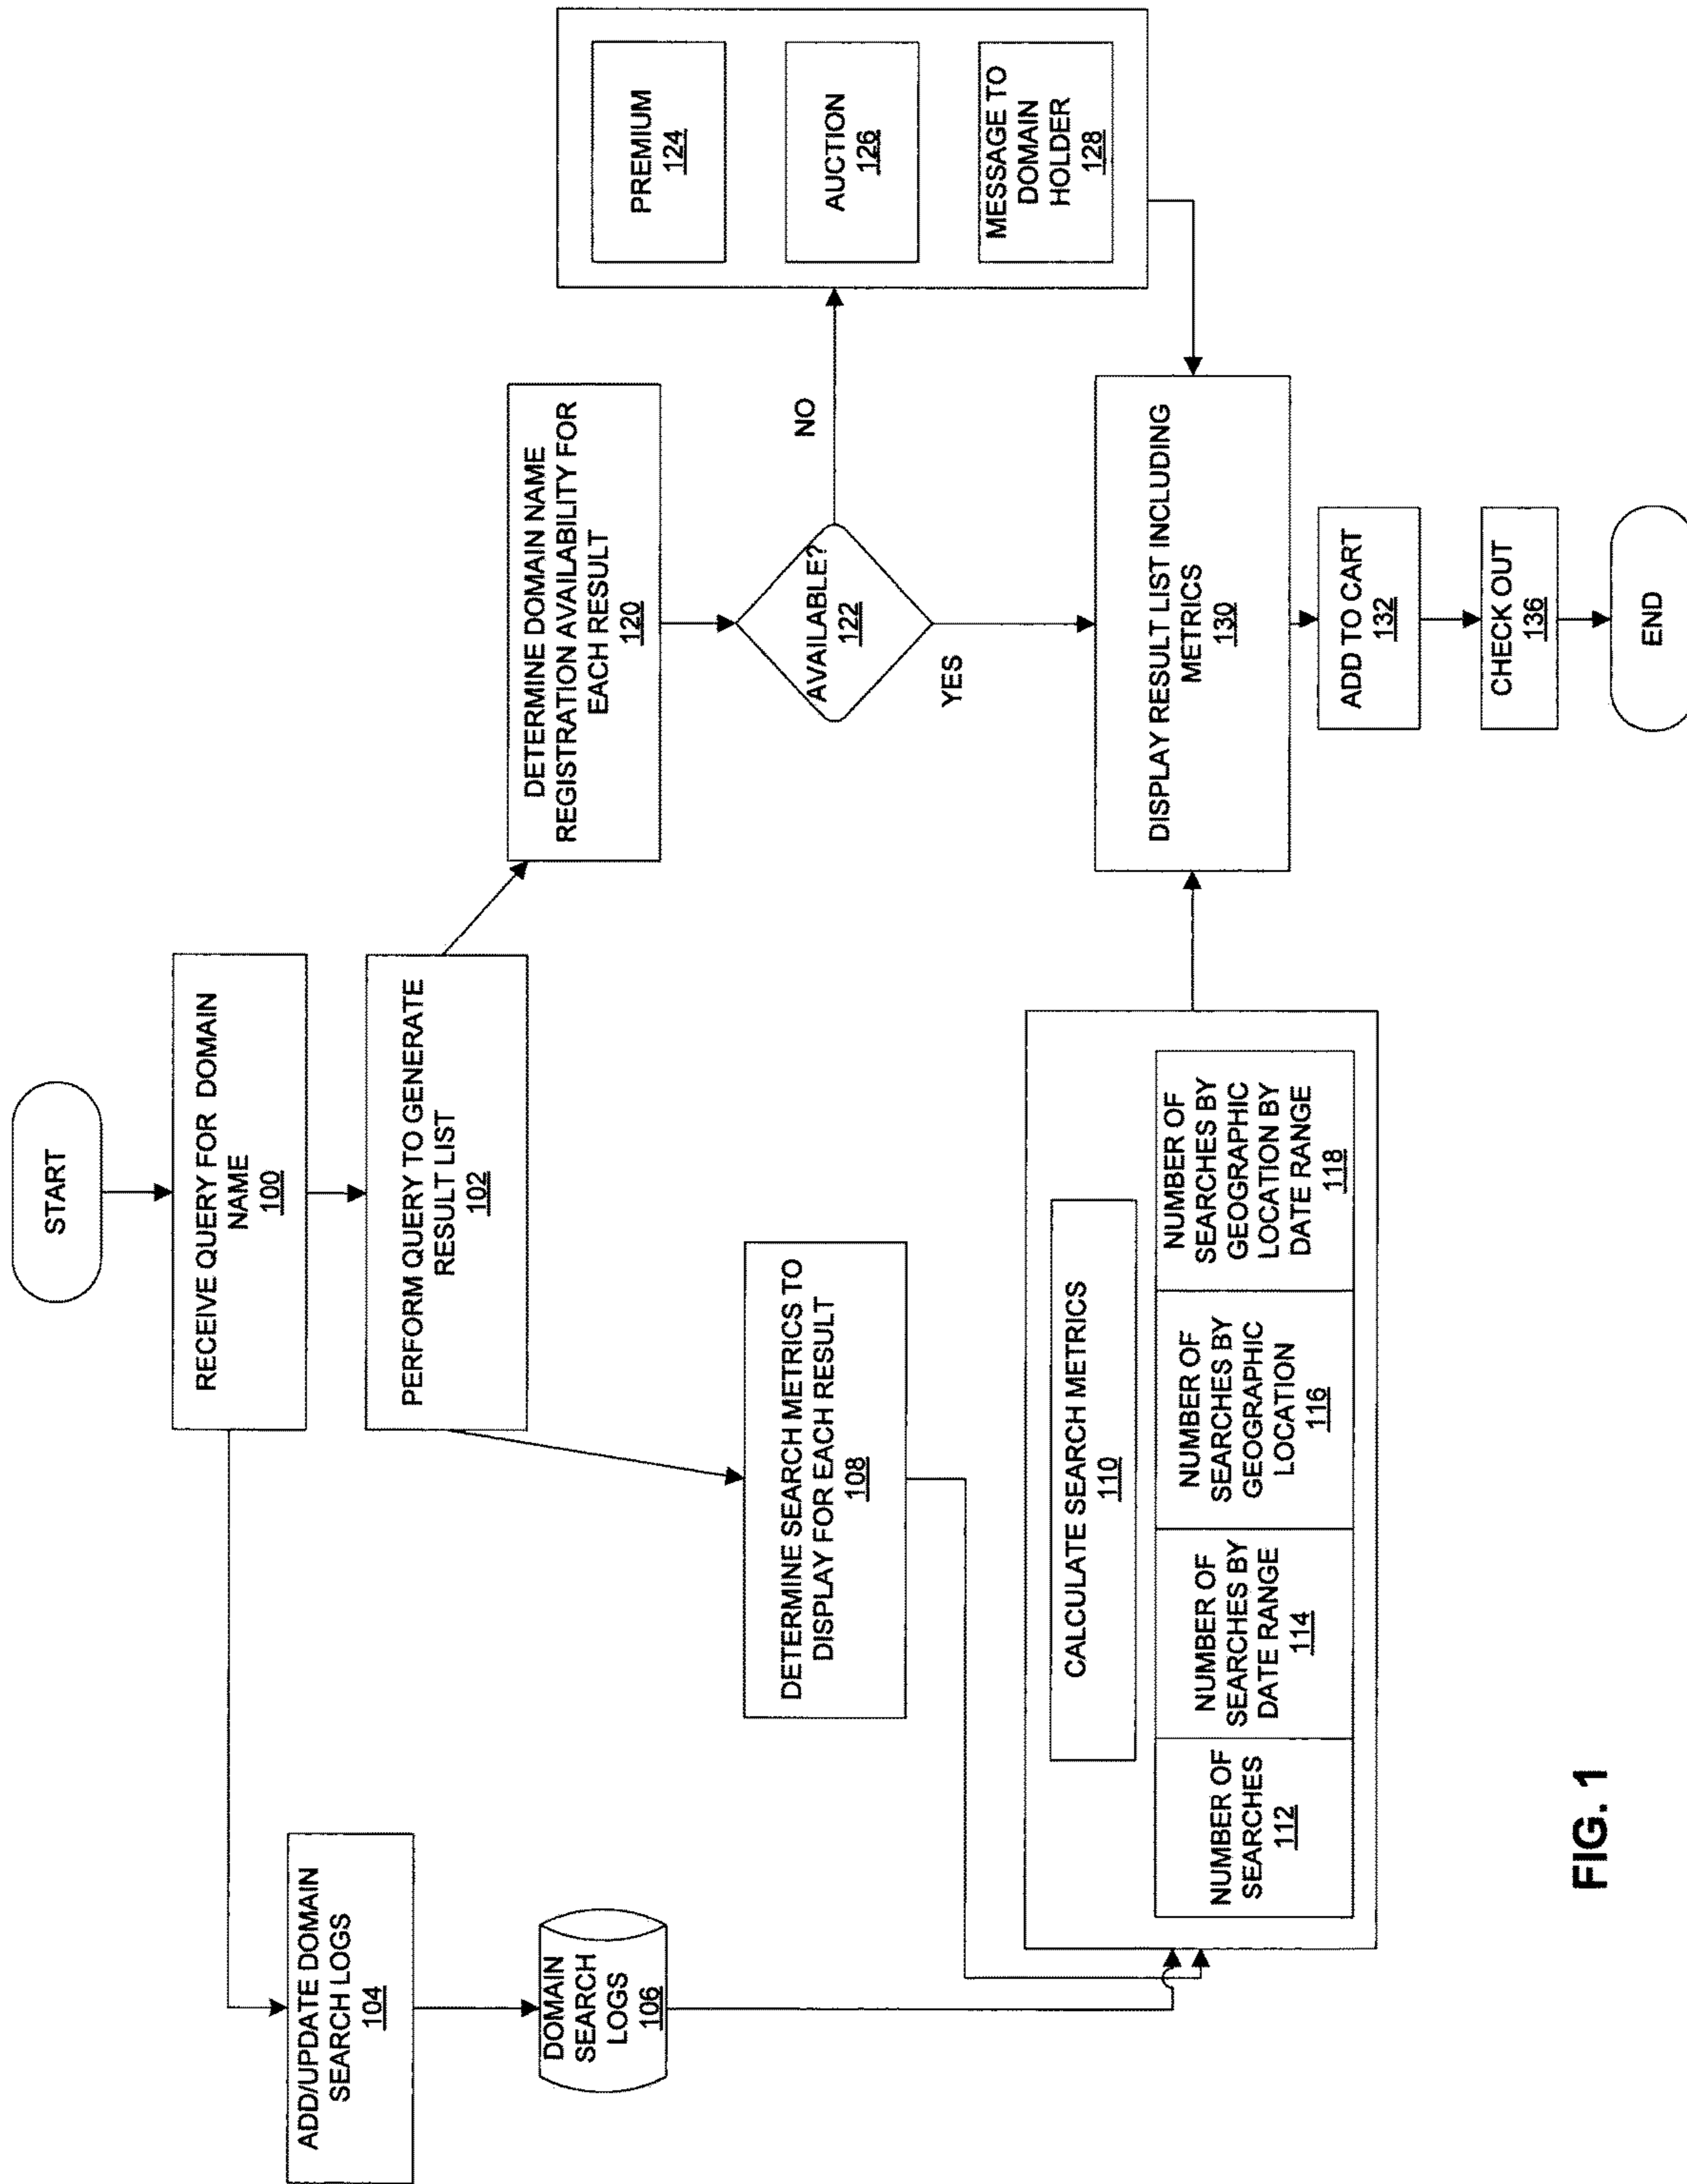 START
RECEIVE QUERY FOR DOMAIN
NAME
100
PERFORM QUERY TO GENERATE
RESULT LIST
102
ADD/UPDATE DOMAIN
SEARCH LOGS
104
DOMAIN
SEARCH
LOGS
106
DETERMINE SEARCH METRICS TO
DISPLAY FOR EACH RESULT
108
CALCULATE SEARCH METRICS
110
NUMBER OF
SEARCHES
112
NUMBER OF
SEARCHES BY
DATE RANGE
114
NUMBER OF
SEARCHES BY
GEOGRAPHIC
LOCATION
116
NUMBER OF
SEARCHES BY
GEOGRAPHIC
LOCATION BY
DATE RANGE
118
DETERMINE DOMAIN NAME
REGISTRATION AVAILABILITY FOR
EACH RESULT
120
AVAILABLE?
122
NO
YES
PREMIUM
124
AUCTION
126
MESSAGE TO
DOMAIN
HOLDER
128
DISPLAY RESULT LIST INCLUDING
METRICS
130
ADD TO CART
132
CHECK OUT
136
END
FIG. 1